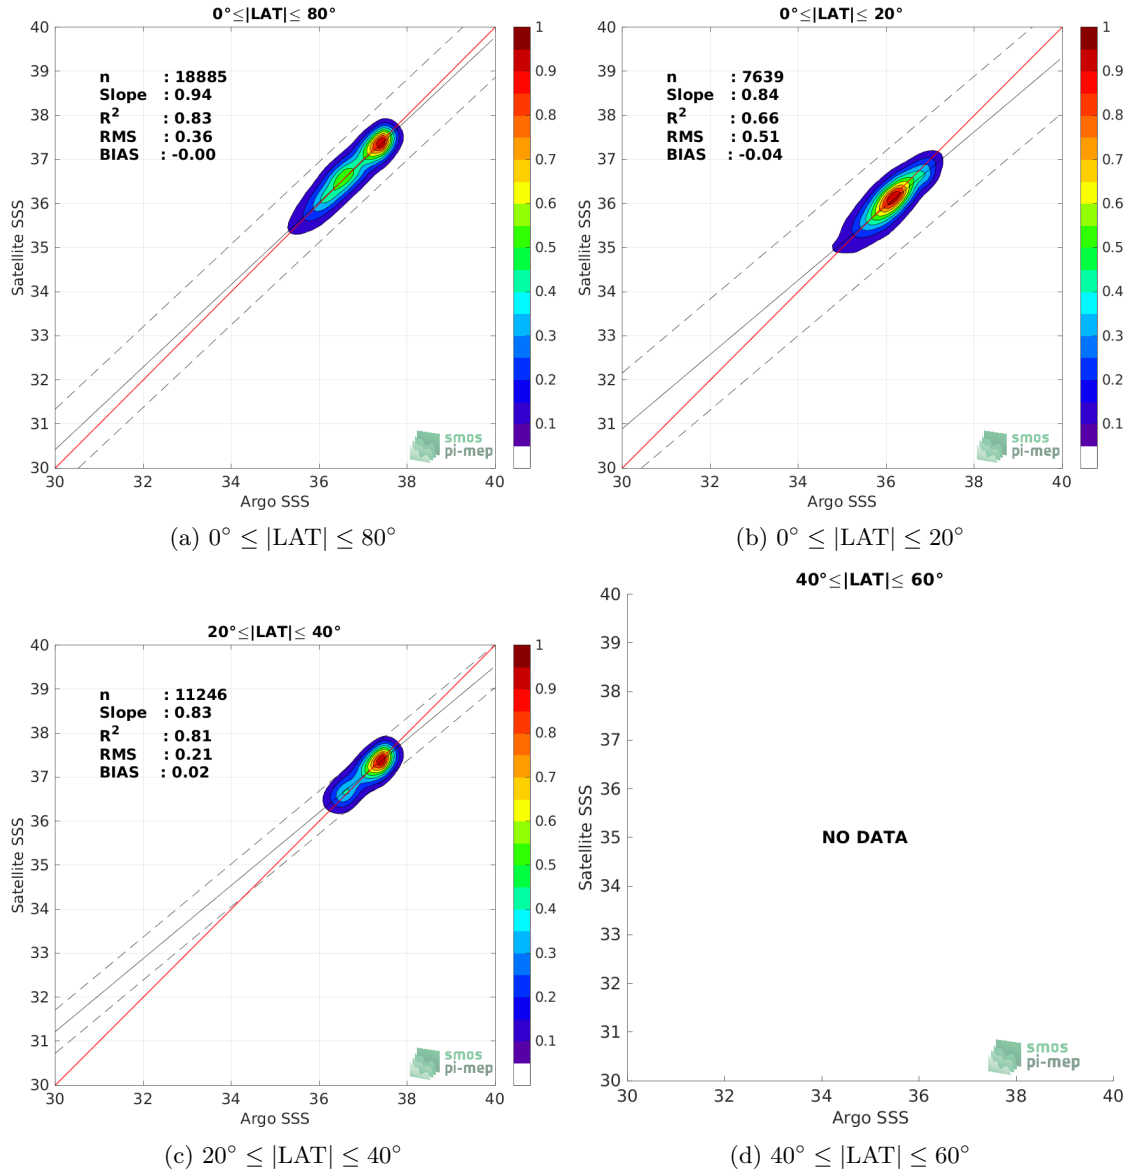 0°≤|LAT|≤ 80°
40
39
38
37
36
35
34
33
32
31
30
Satellite SSS
n : 18885
Slope : 0.94
R² : 0.83
RMS : 0.36
BIAS : -0.00
smos
pi-mep
30 32 34 36 38 40
Argo SSS
1
0.9
0.8
0.7
0.6
0.5
0.4
0.3
0.2
0.1
(a) 0° ≤ |LAT| ≤ 80°
0°≤|LAT|≤ 20°
40
39
38
37
36
35
34
33
32
31
30
Satellite SSS
n : 7639
Slope : 0.84
R² : 0.66
RMS : 0.51
BIAS : -0.04
smos
pi-mep
30 32 34 36 38 40
Argo SSS
1
0.9
0.8
0.7
0.6
0.5
0.4
0.3
0.2
0.1
(b) 0° ≤ |LAT| ≤ 20°
20°≤|LAT|≤ 40°
40
39
38
37
36
35
34
33
32
31
30
Satellite SSS
n : 11246
Slope : 0.83
R² : 0.81
RMS : 0.21
BIAS : 0.02
smos
pi-mep
30 32 34 36 38 40
Argo SSS
1
0.9
0.8
0.7
0.6
0.5
0.4
0.3
0.2
0.1
(c) 20° ≤ |LAT| ≤ 40°
40°≤|LAT|≤ 60°
40
39
38
37
36
35
34
33
32
31
30
Satellite SSS
NO DATA
smos
pi-mep
30 32 34 36 38 40
Argo SSS
(d) 40° ≤ |LAT| ≤ 60°